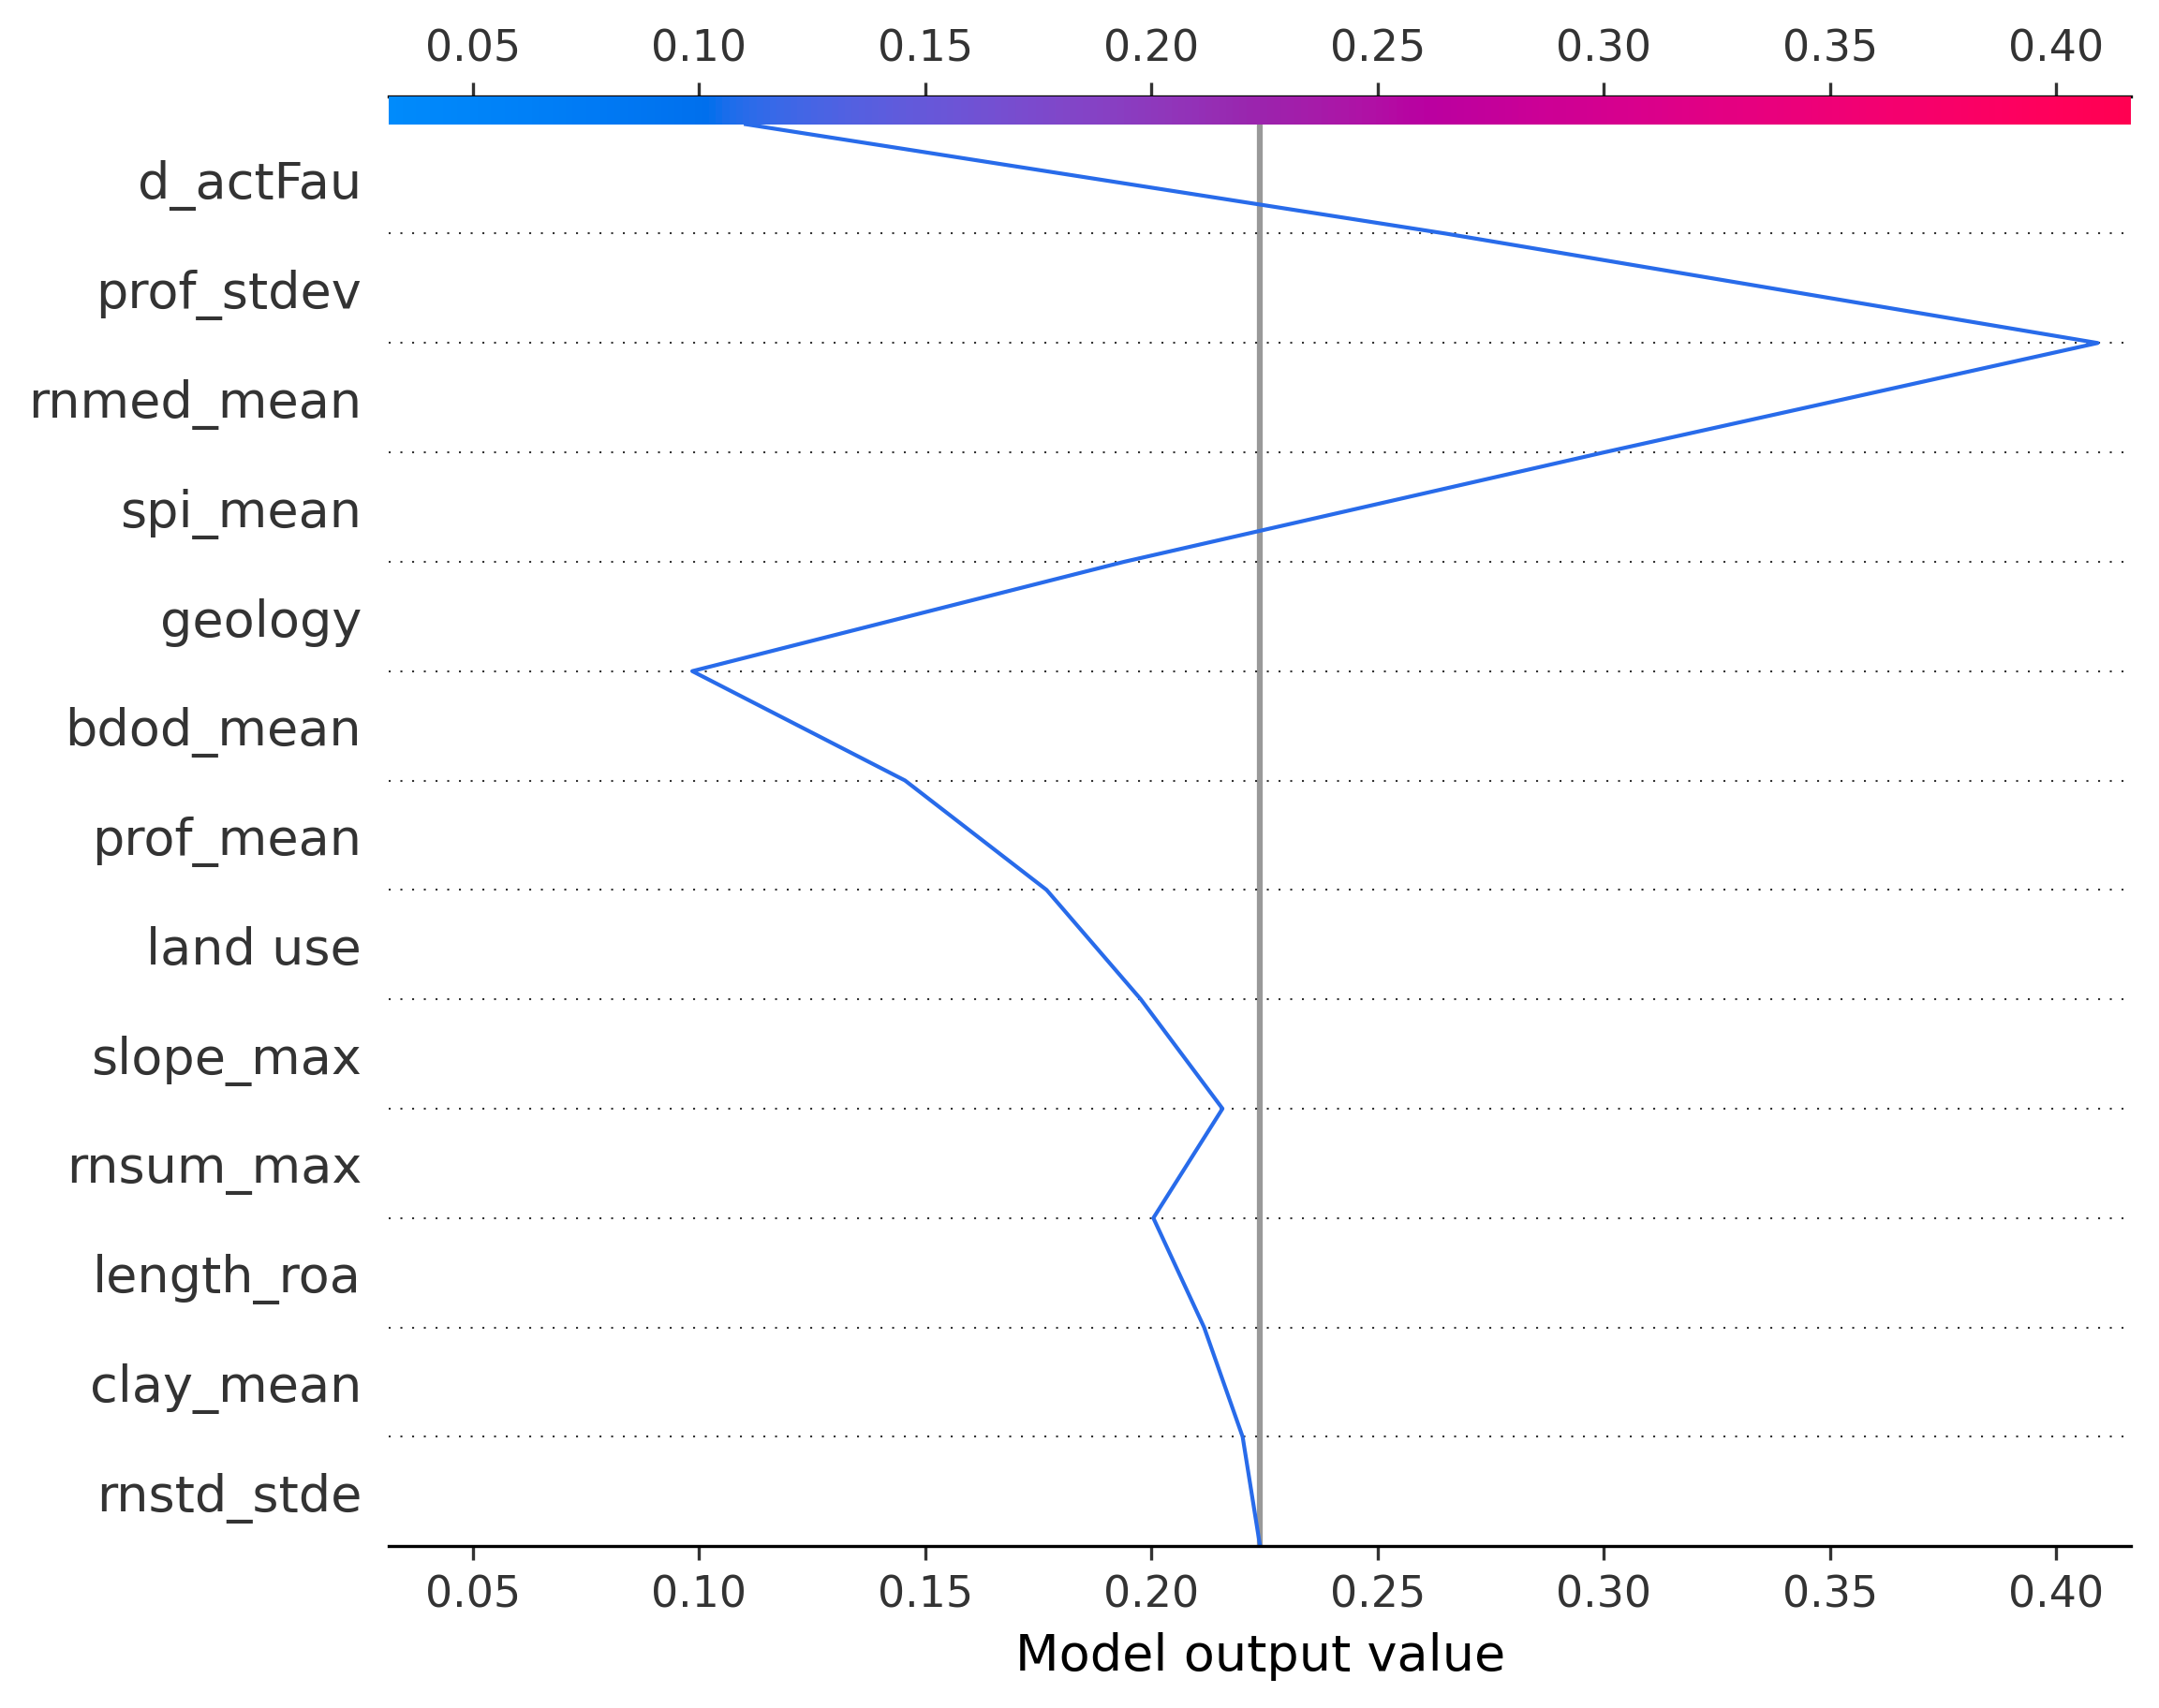 0.05 0.10 0.15 0.20 0.25 0.30 0.35 0.40
d_actFau
prof_stdev
rnmed_mean
spi_mean
geology
bdod_mean
prof_mean
land use
slope_max
rnsum_max
length_roa
clay_mean
rnstd_stde
0.05 0.10 0.15 0.20 0.25 0.30 0.35 0.40
Model output value